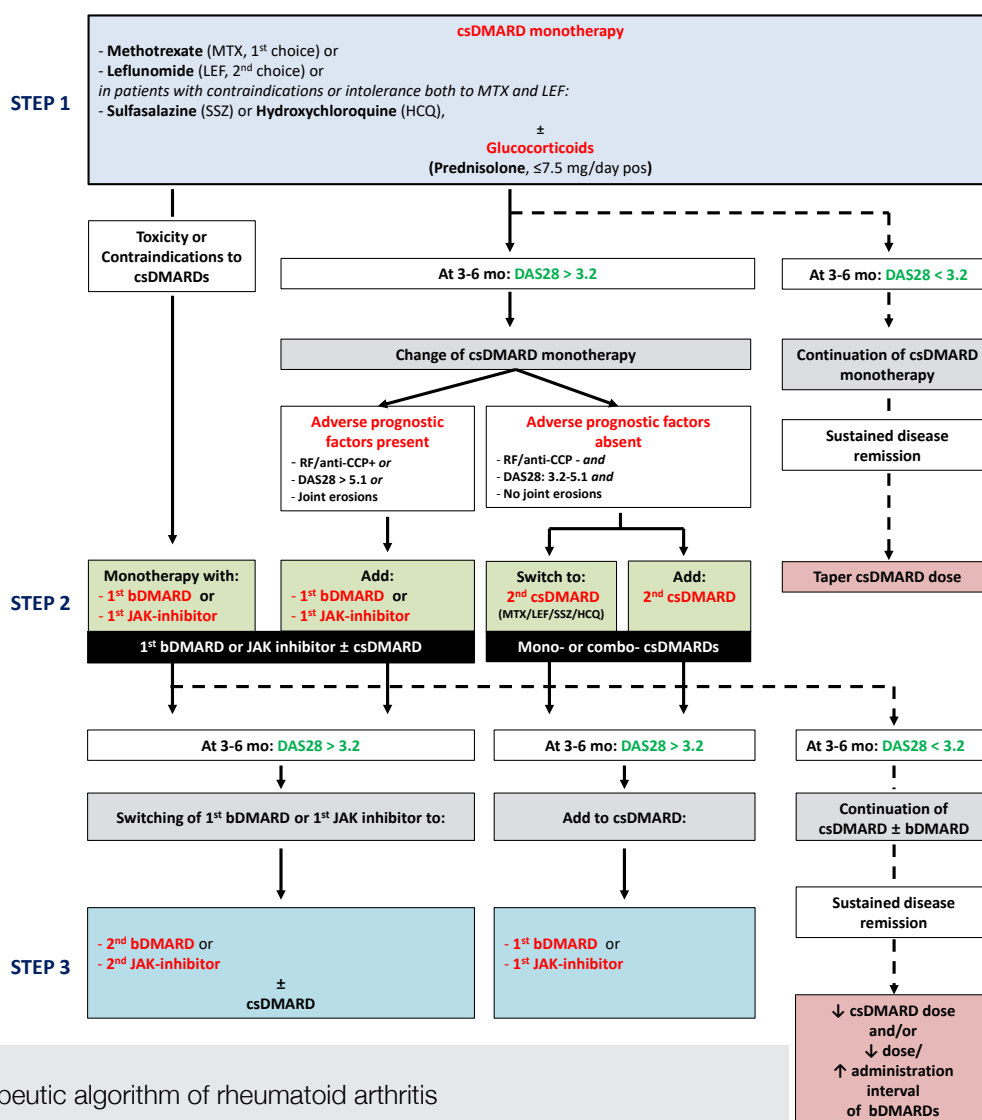 csDMARD monotherapy
- Methotrexate (MTX, 1st choice) or
- Leflunomide (LEF, 2nd choice) or
in patients with contraindications or intolerance both to MTX and LEF:
- Sulfasalazine (SSZ) or Hydroxychloroquine (HCQ),
±
Glucocorticoids
(Prednisolone, ≤7.5 mg/day pos)
STEP 1
Toxicity or
Contraindications to
csDMARDs
At 3-6 mo: DAS28 > 3.2
At 3-6 mo: DAS28 < 3.2
Change of csDMARD monotherapy
Continuation of csDMARD
monotherapy
Adverse prognostic
factors present
- RF/anti-CCP+ or
- DAS28 > 5.1 or
- Joint erosions
Adverse prognostic factors
absent
- RF/anti-CCP - and
- DAS28: 3.2-5.1 and
- No joint erosions
Sustained disease
remission
STEP 2
Monotherapy with:
- 1st bDMARD or
- 1st JAK-inhibitor
Add:
- 1st bDMARD or
- 1st JAK-inhibitor
Switch to:
2nd csDMARD
(MTX/LEF/SSZ/HCQ)
Add:
2nd csDMARD
Taper csDMARD dose
1st bDMARD or JAK inhibitor ± csDMARD
Mono- or combo- csDMARDs
At 3-6 mo: DAS28 > 3.2
At 3-6 mo: DAS28 > 3.2
At 3-6 mo: DAS28 < 3.2
Switching of 1st bDMARD or 1st JAK inhibitor to:
Add to csDMARD:
Continuation of
csDMARD ± bDMARD
Sustained disease
remission
STEP 3
- 2nd bDMARD or
- 2nd JAK-inhibitor
±
csDMARD
- 1st bDMARD or
- 1st JAK-inhibitor
↓ csDMARD dose
and/or
↓ dose/
↑ administration
interval
of bDMARDs
peutic algorithm of rheumatoid arthritis